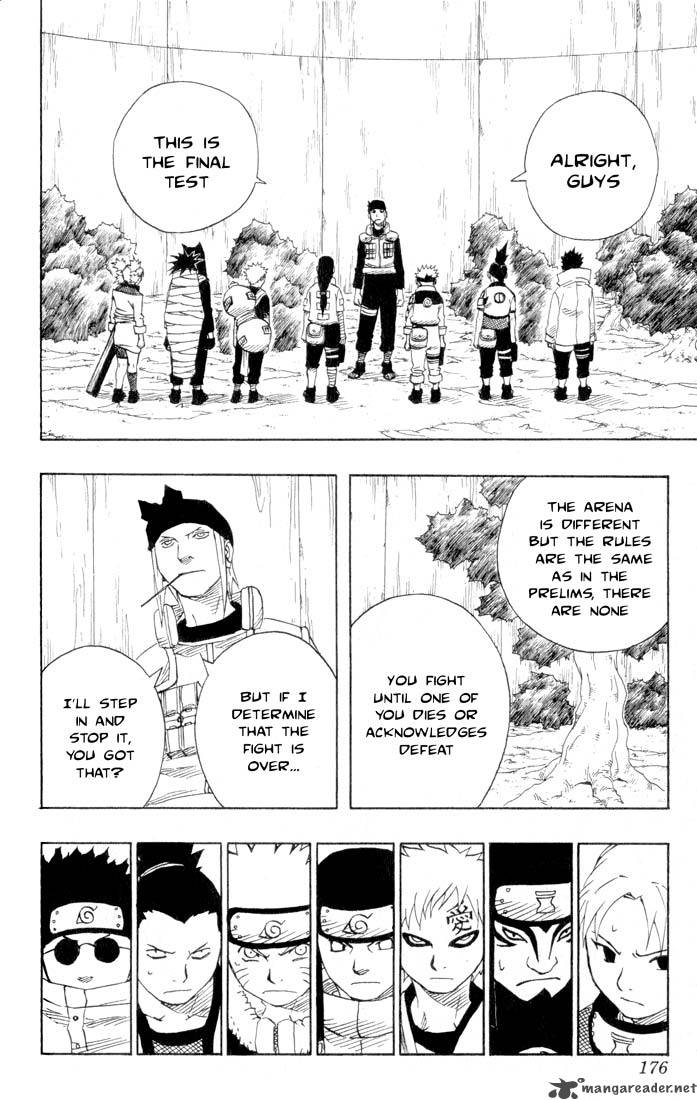 ALRIGHT,
GUYS
THIS IS
THE FINAL
TEST
THE ARENA
IS DIFFERENT
BUT THE RULES
ARE THE SAME
AS IN THE
PRELIMS, THERE
ARE NONE
YOU FIGHT
UNTIL ONE OF
YOU DIES OR
ACKNOWLEDGES
DEFEAT
BUT IF I
DETERMINE
THAT THE
FIGHT IS
OVER...
I'LL STEP
IN AND
STOP IT,
YOU GOT
THAT?
愛
176
mangareader.net